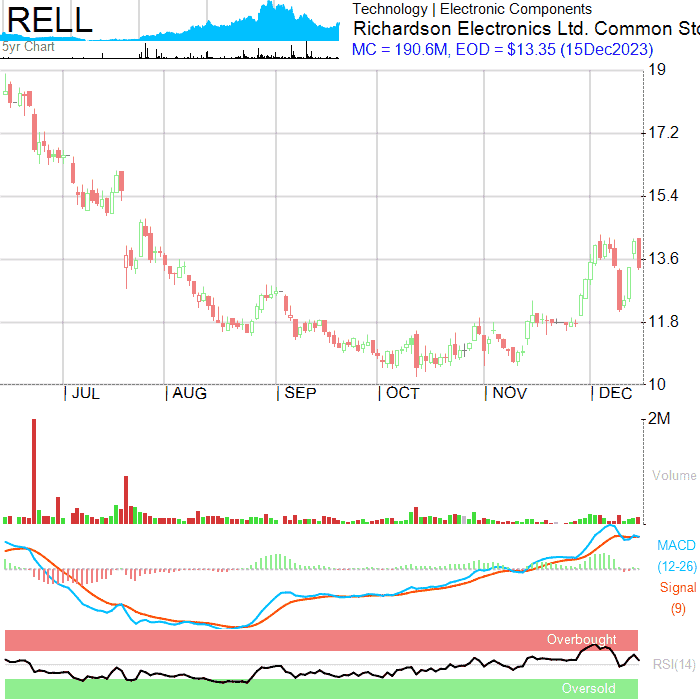 RELL
5yr Chart
Technology | Electronic Components
Richardson Electronics Ltd. Common Sto
MC = 190.6M, EOD = $13.35 (15Dec2023)
19
17.2
15.4
13.6
11.8
10
JUL AUG SEP OCT NOV DEC
2M
Volume
MACD
(12-26)
Signal
(9)
Overbought
RSI(14)
Oversold